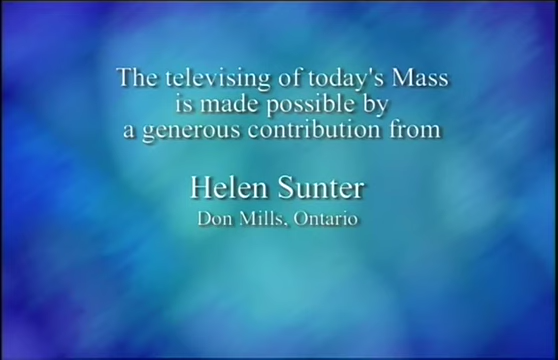 The televising of today's Mass
is made possible by
a generous contribution from
Helen Sunter
Don Mills, Ontario